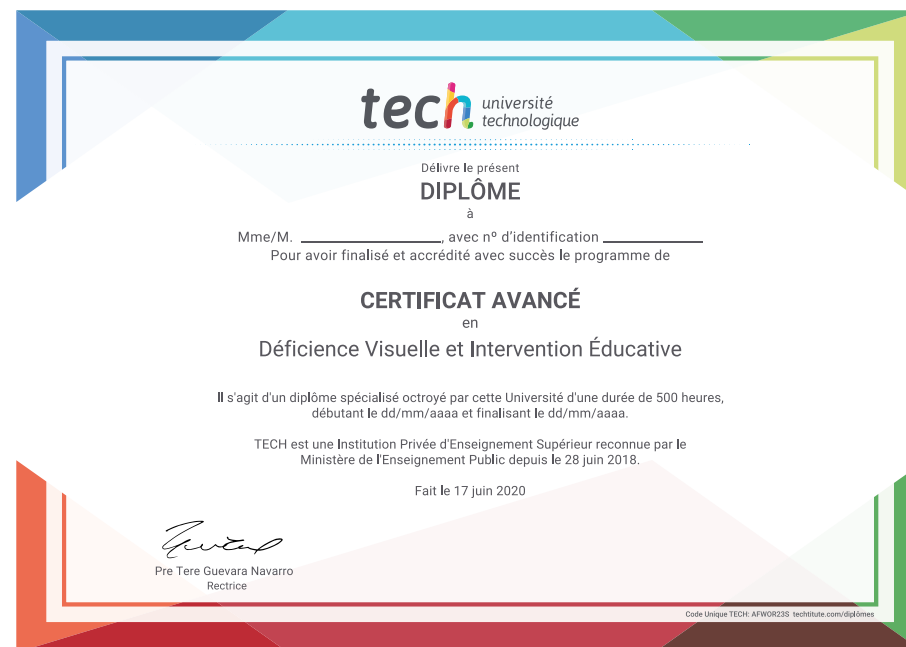 tech université
technologique
Délivre le présent
DIPLÔME
à
Mme/M. ____________________, avec nº d'identification ______________
Pour avoir finalisé et accrédité avec succès le programme de
CERTIFICAT AVANCÉ
en
Déficience Visuelle et Intervention Éducative
Il s'agit d'un diplôme spécialisé octroyé par cette Université d'une durée de 500 heures,
débutant le dd/mm/aaaa et finalisant le dd/mm/aaaa.
TECH est une Institution Privée d'Enseignement Supérieur reconnue par le
Ministère de l'Enseignement Public depuis le 28 juin 2018.
Fait le 17 juin 2020
Pre Tere Guevara Navarro
Rectrice
Code Unique TECH: AFWOR23S techtitute.com/diplômes